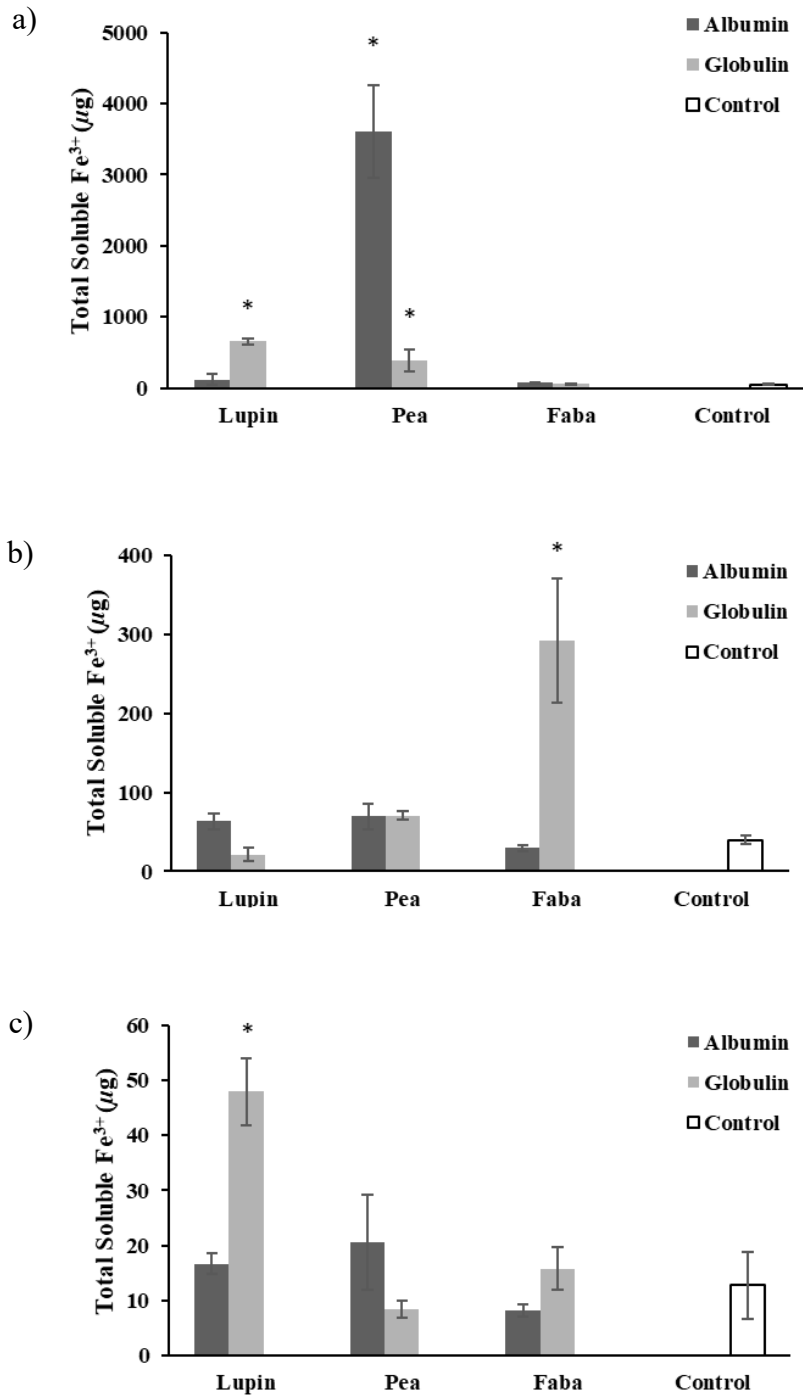 a)
Total Soluble Fe³⁺ (µg)
5000
4000
3000
2000
1000
0
*
*
*
Albumin
Globulin
Control
Lupin Pea Faba Control
b)
Total Soluble Fe³⁺ (µg)
400
300
200
100
0
*
Albumin
Globulin
Control
Lupin Pea Faba Control
c)
Total Soluble Fe³⁺ (µg)
60
50
40
30
20
10
0
*
Albumin
Globulin
Control
Lupin Pea Faba Control